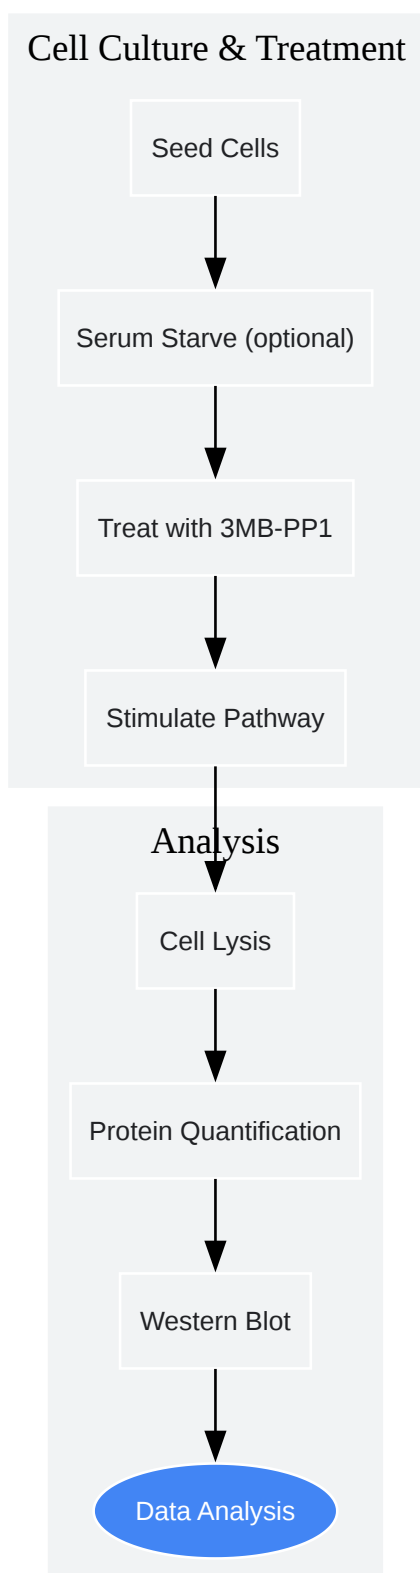 Cell Culture & Treatment
Seed Cells
Serum Starve (optional)
Treat with 3MB-PP1
Stimulate Pathway
Analysis
Cell Lysis
Protein Quantification
Western Blot
Data Analysis